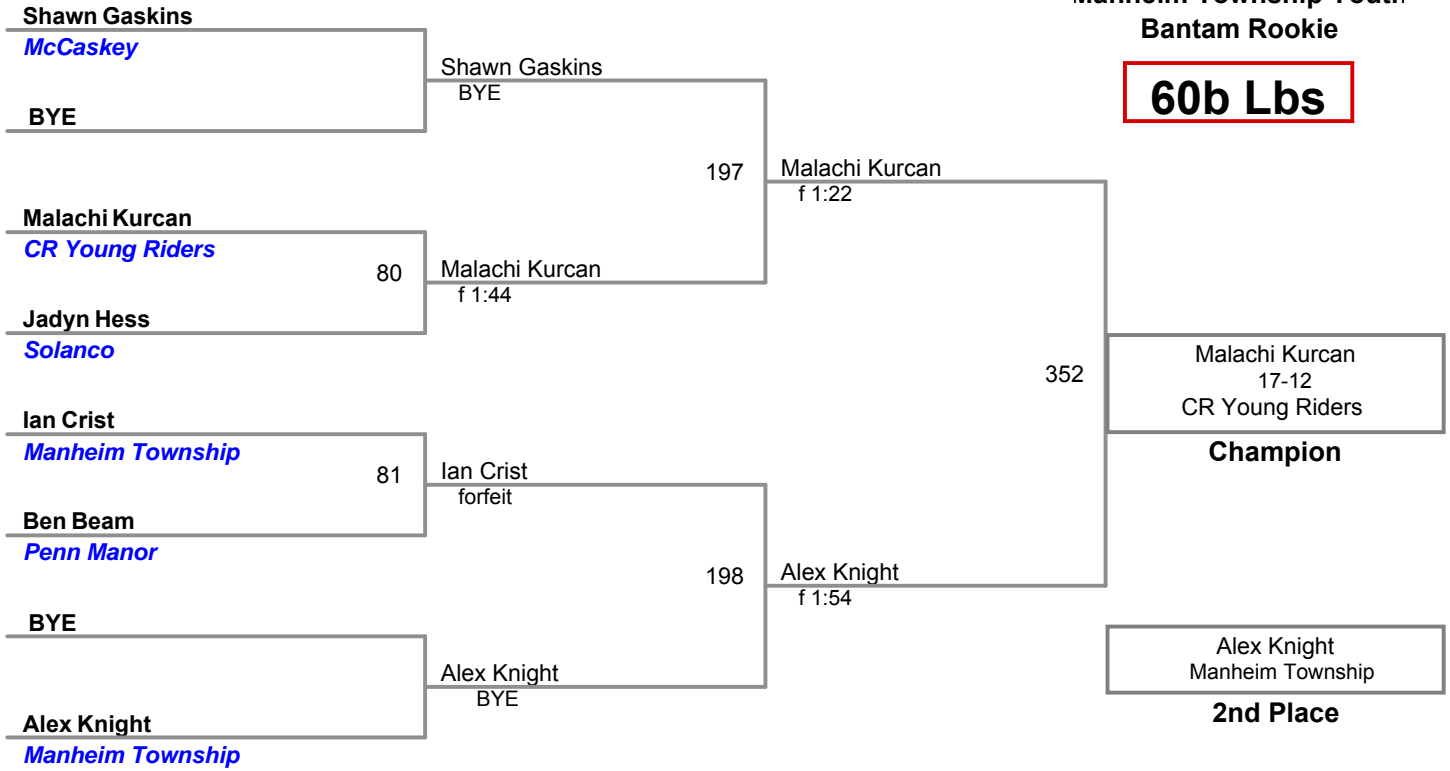 Manheim Township Youth
Bantam Rookie
60b Lbs
Shawn Gaskins
McCaskey
BYE
Malachi Kurcan
CR Young Riders
Jadyn Hess
Solanco
Ian Crist
Manheim Township
Ben Beam
Penn Manor
BYE
Alex Knight
Manheim Township
80
81
Shawn Gaskins
BYE
Malachi Kurcan
f 1:44
Ian Crist
forfeit
Alex Knight
BYE
197
198
Malachi Kurcan
f 1:22
Alex Knight
f 1:54
352
Malachi Kurcan
17-12
CR Young Riders
Champion
Alex Knight
Manheim Township
2nd Place